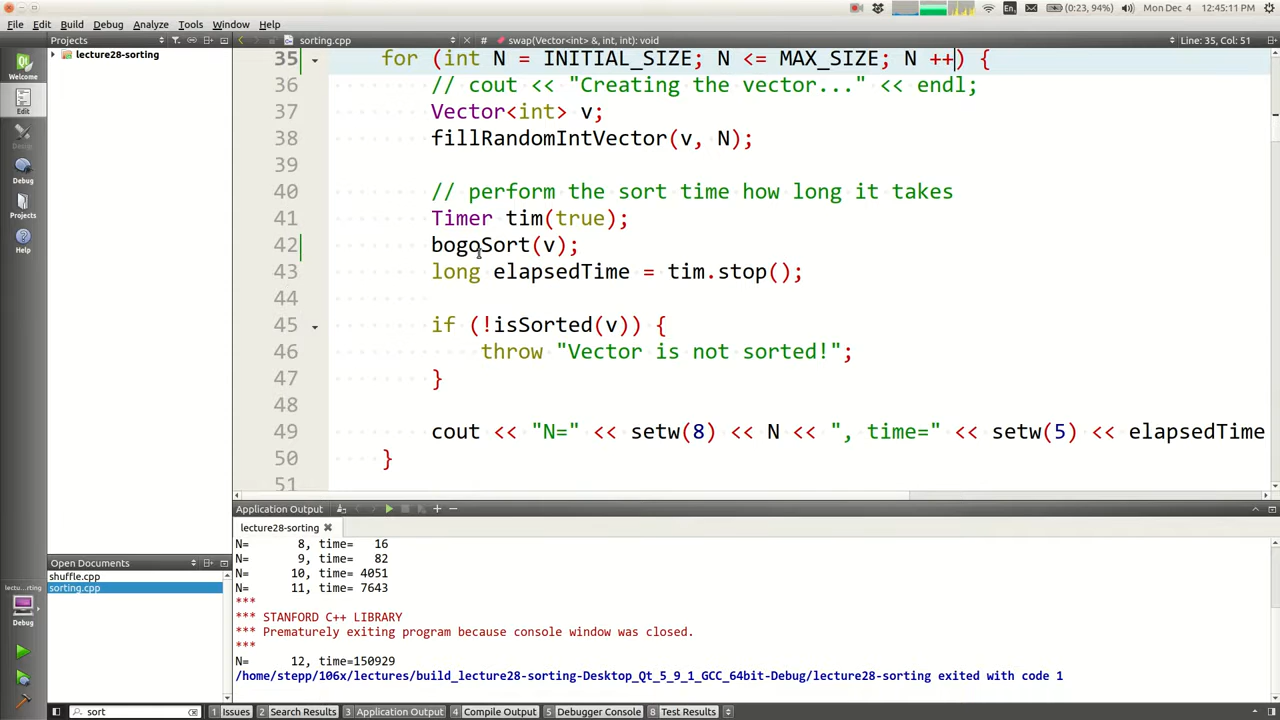 File Edit Build Debug Analyze Tools Window Help
En (0:23, 94%) Mon Dec 4 12:45:11
Projects sorting.cpp swap(Vector<int> &, int, int): void Line: 35, Col: 51
Welcome
Edit
Design
Debug
Projects
Help
lecture28-sorting
35 for (int N = INITIAL_SIZE; N <= MAX_SIZE; N ++) {
36 // cout << "Creating the vector..." << endl;
37 Vector<int> v;
38 fillRandomIntVector(v, N);
39
40 // perform the sort time how long it takes
41 Timer tim(true);
42 bogoSort(v);
43 long elapsedTime = tim.stop();
44
45 if (!isSorted(v)) {
46 throw "Vector is not sorted!";
47 }
48
49 cout << "N=" << setw(8) << N << ", time=" << setw(5) << elapsedTime
50 }
51
Open Documents
shuffle.cpp
sorting.cpp
lectu...rting
Debug
Application Output
lecture28-sorting
N= 8, time= 16
N= 9, time= 82
N= 10, time= 4051
N= 11, time= 7643
***
*** STANFORD C++ LIBRARY
*** Prematurely exiting program because console window was closed.
***
N= 12, time=150929
/home/stepp/106x/lectures/build_lecture28-sorting-Desktop_Qt_5_9_1_GCC_64bit-Debug/lecture28-sorting exited with code 1
sort 1 Issues 2 Search Results 3 Application Output 4 Compile Output 5 Debugger Console 8 Test Results